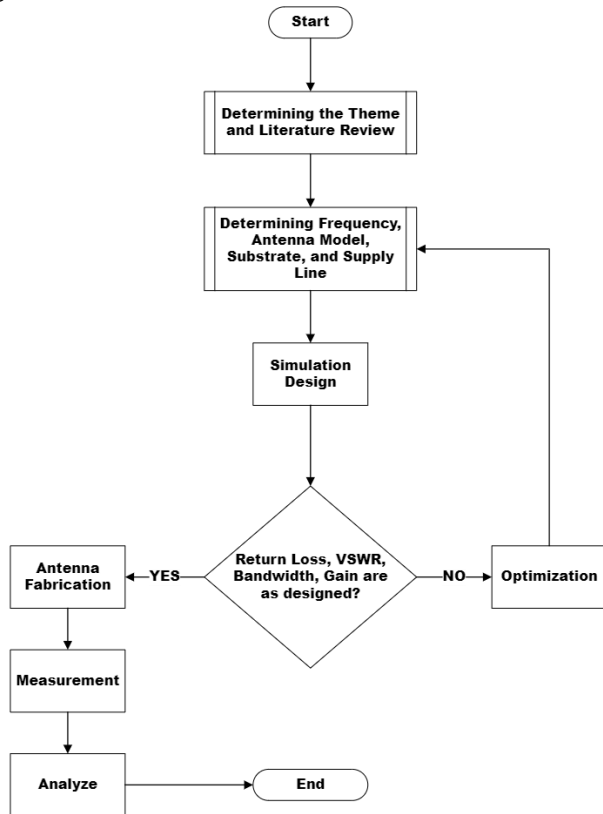 Start
Determining the Theme
and Literature Review
Determining Frequency,
Antenna Model,
Substrate, and Supply
Line
Simulation
Design
Return Loss, VSWR,
Bandwidth, Gain are
as designed?
YES
NO
Antenna
Fabrication
Optimization
Measurement
Analyze
End